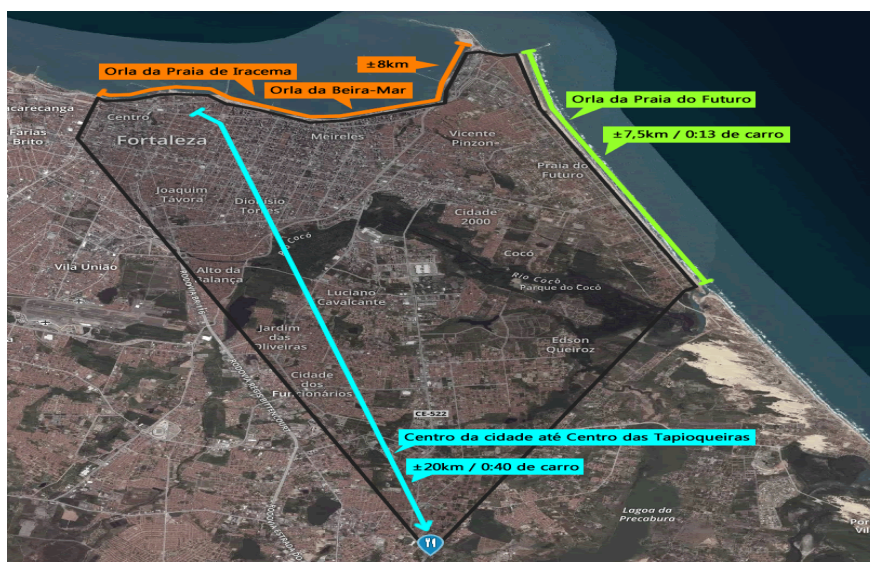 ±8km
Orla da Praia de Iracema
Orla da Beira-Mar
Orla da Praia do Futuro
±7,5km / 0:13 de carro
Centro
Farias
Brito
Fortaleza
Meireles
Vicente
Pinzon
Praia do
Futuro
Joaquim
Távora
Dionísio
Torres
Cidade
2000
Rio Cocó
Cocó
Vila União
Alto da
Balança
Rio Cocó
Parque do Cocó
Luciano
Cavalcante
Jardim
das
Oliveiras
Edson
Queiroz
Cidade
dos
Funcionários
CE-522
Centro da cidade até Centro das Tapioqueiras
±20km / 0:40 de carro
Lagoa da
Precabura